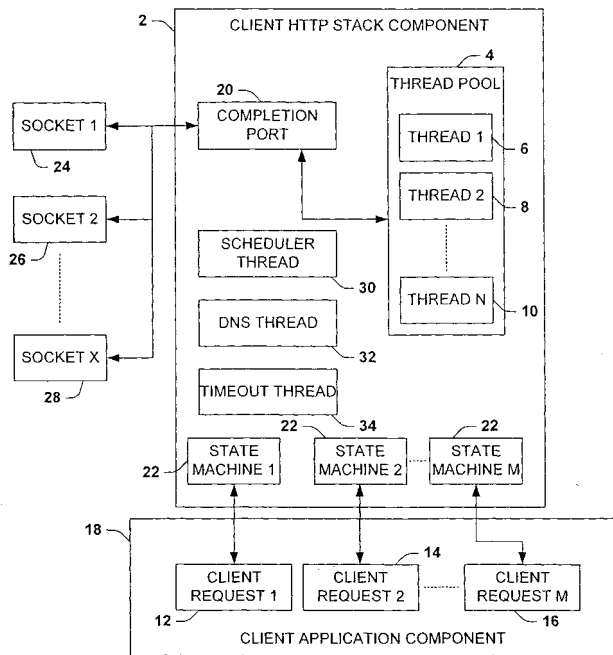 2
CLIENT HTTP STACK COMPONENT
4
THREAD POOL
20
COMPLETION
PORT
SOCKET 1
24
THREAD 1
6
SOCKET 2
26
THREAD 2
8
SCHEDULER
THREAD
30
THREAD N
10
DNS THREAD
32
SOCKET X
28
TIMEOUT THREAD
34
22
22
STATE
MACHINE 1
22
STATE
MACHINE 2
STATE
MACHINE M
18
14
CLIENT
REQUEST 1
12
CLIENT
REQUEST 2
CLIENT
REQUEST M
16
CLIENT APPLICATION COMPONENT